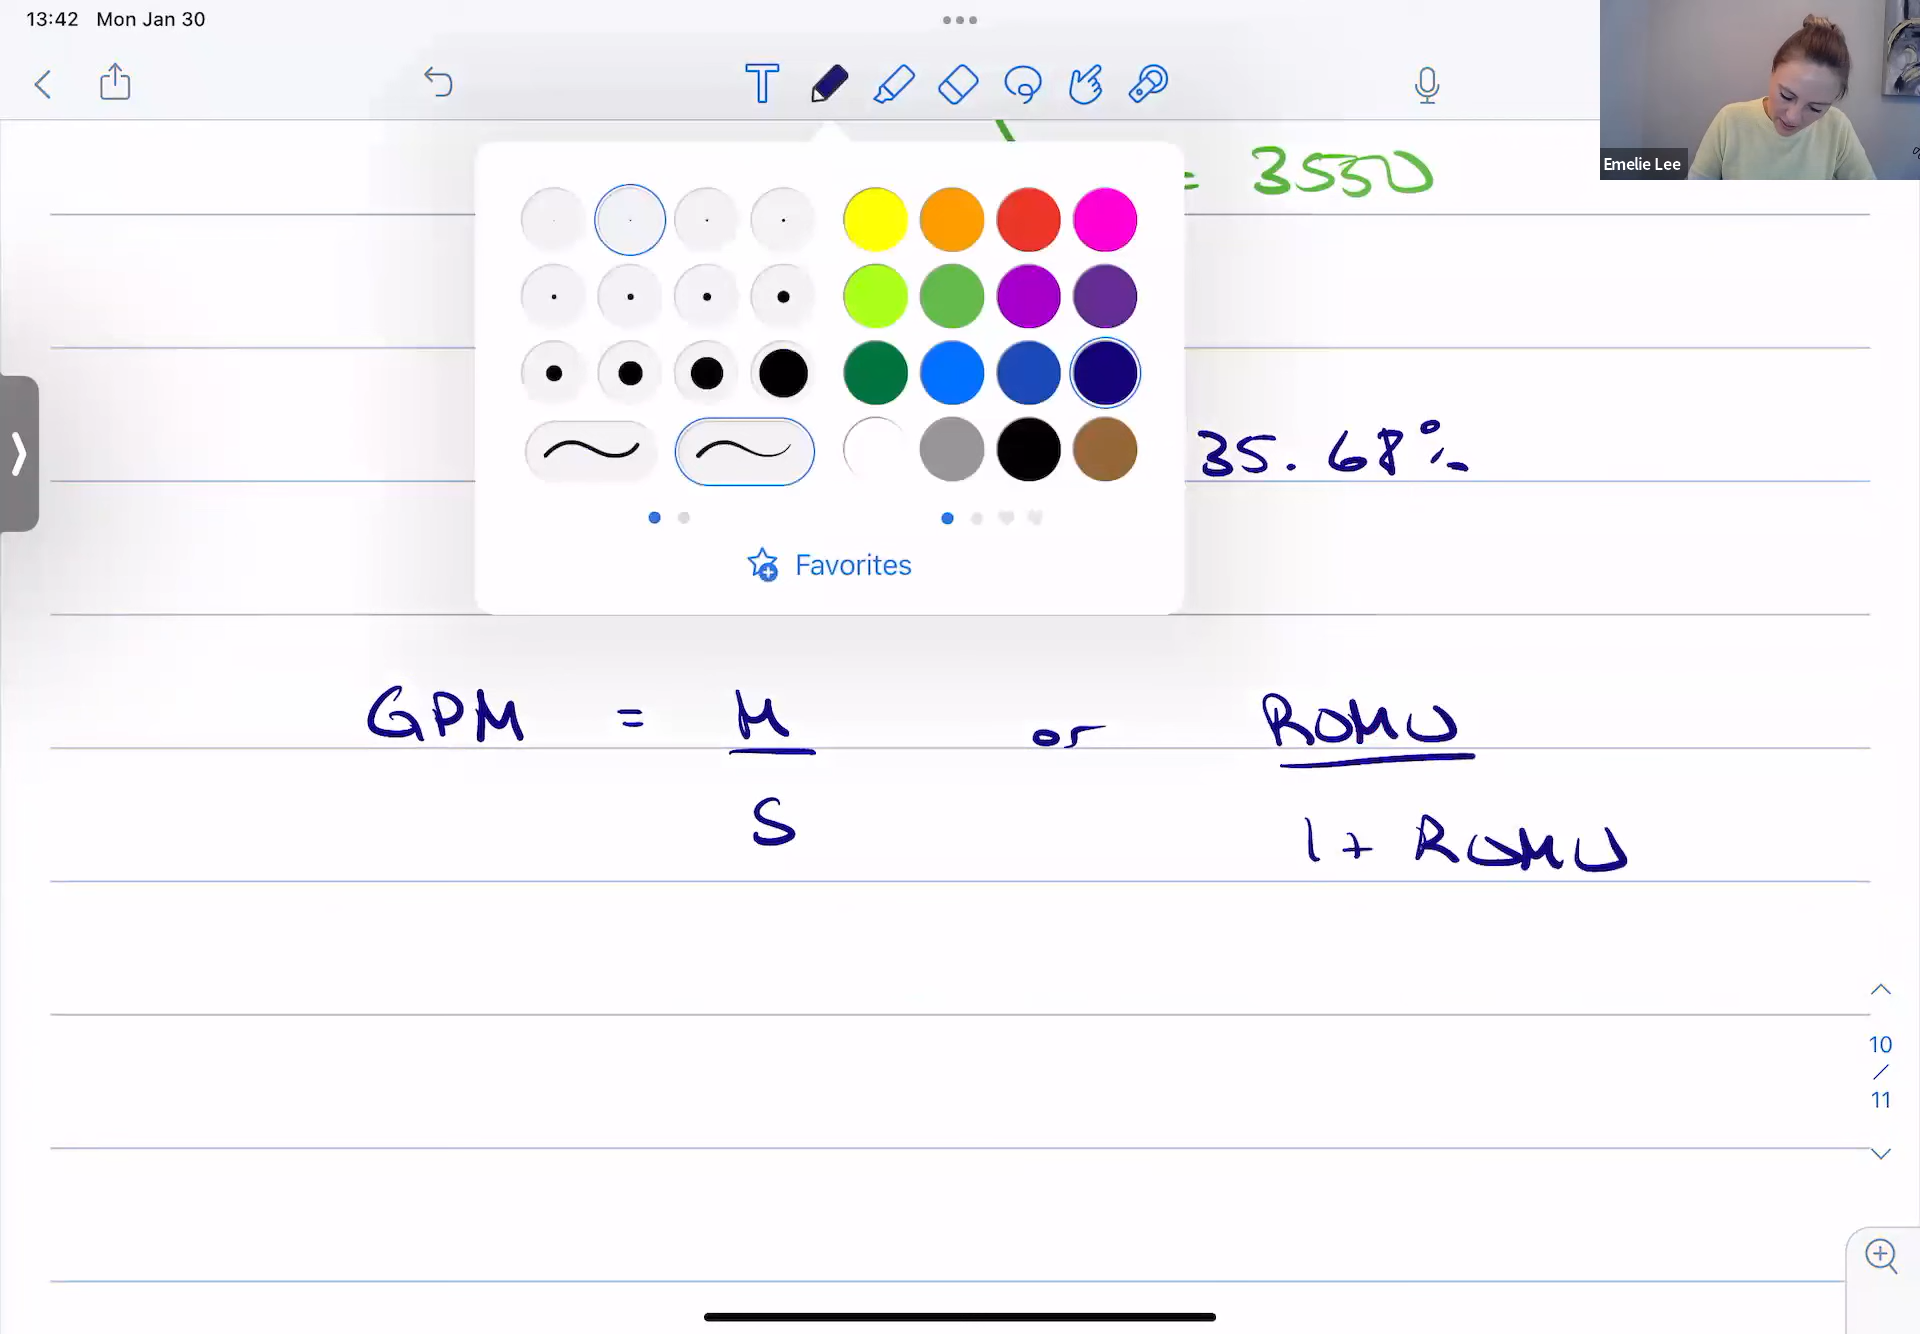 13:42 Mon Jan 30
T
Emelie Lee
= 3550
35.68%
Favorites
GPM = M or ROMU
S 1 + ROMU
10
/
11